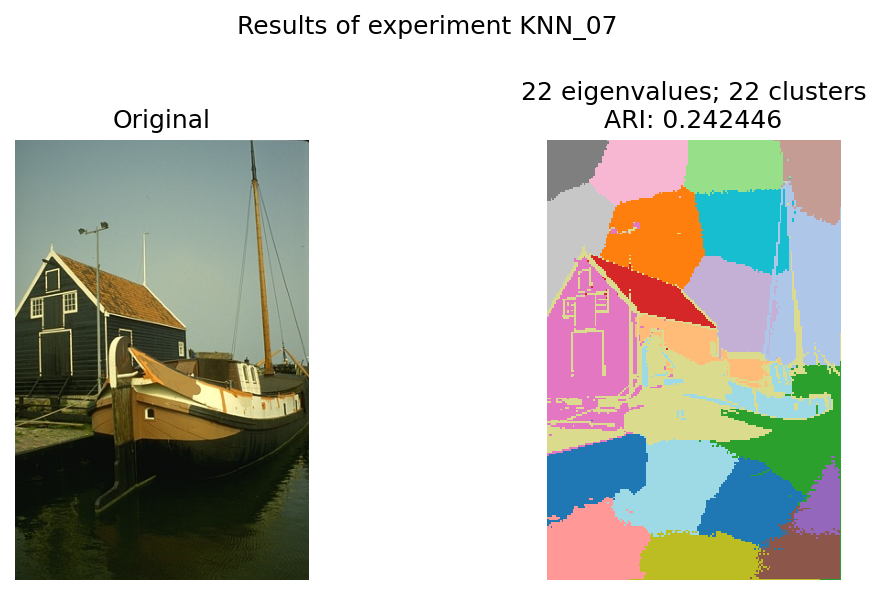 Results of experiment KNN_07
Original
22 eigenvalues; 22 clusters
ARI: 0.242446